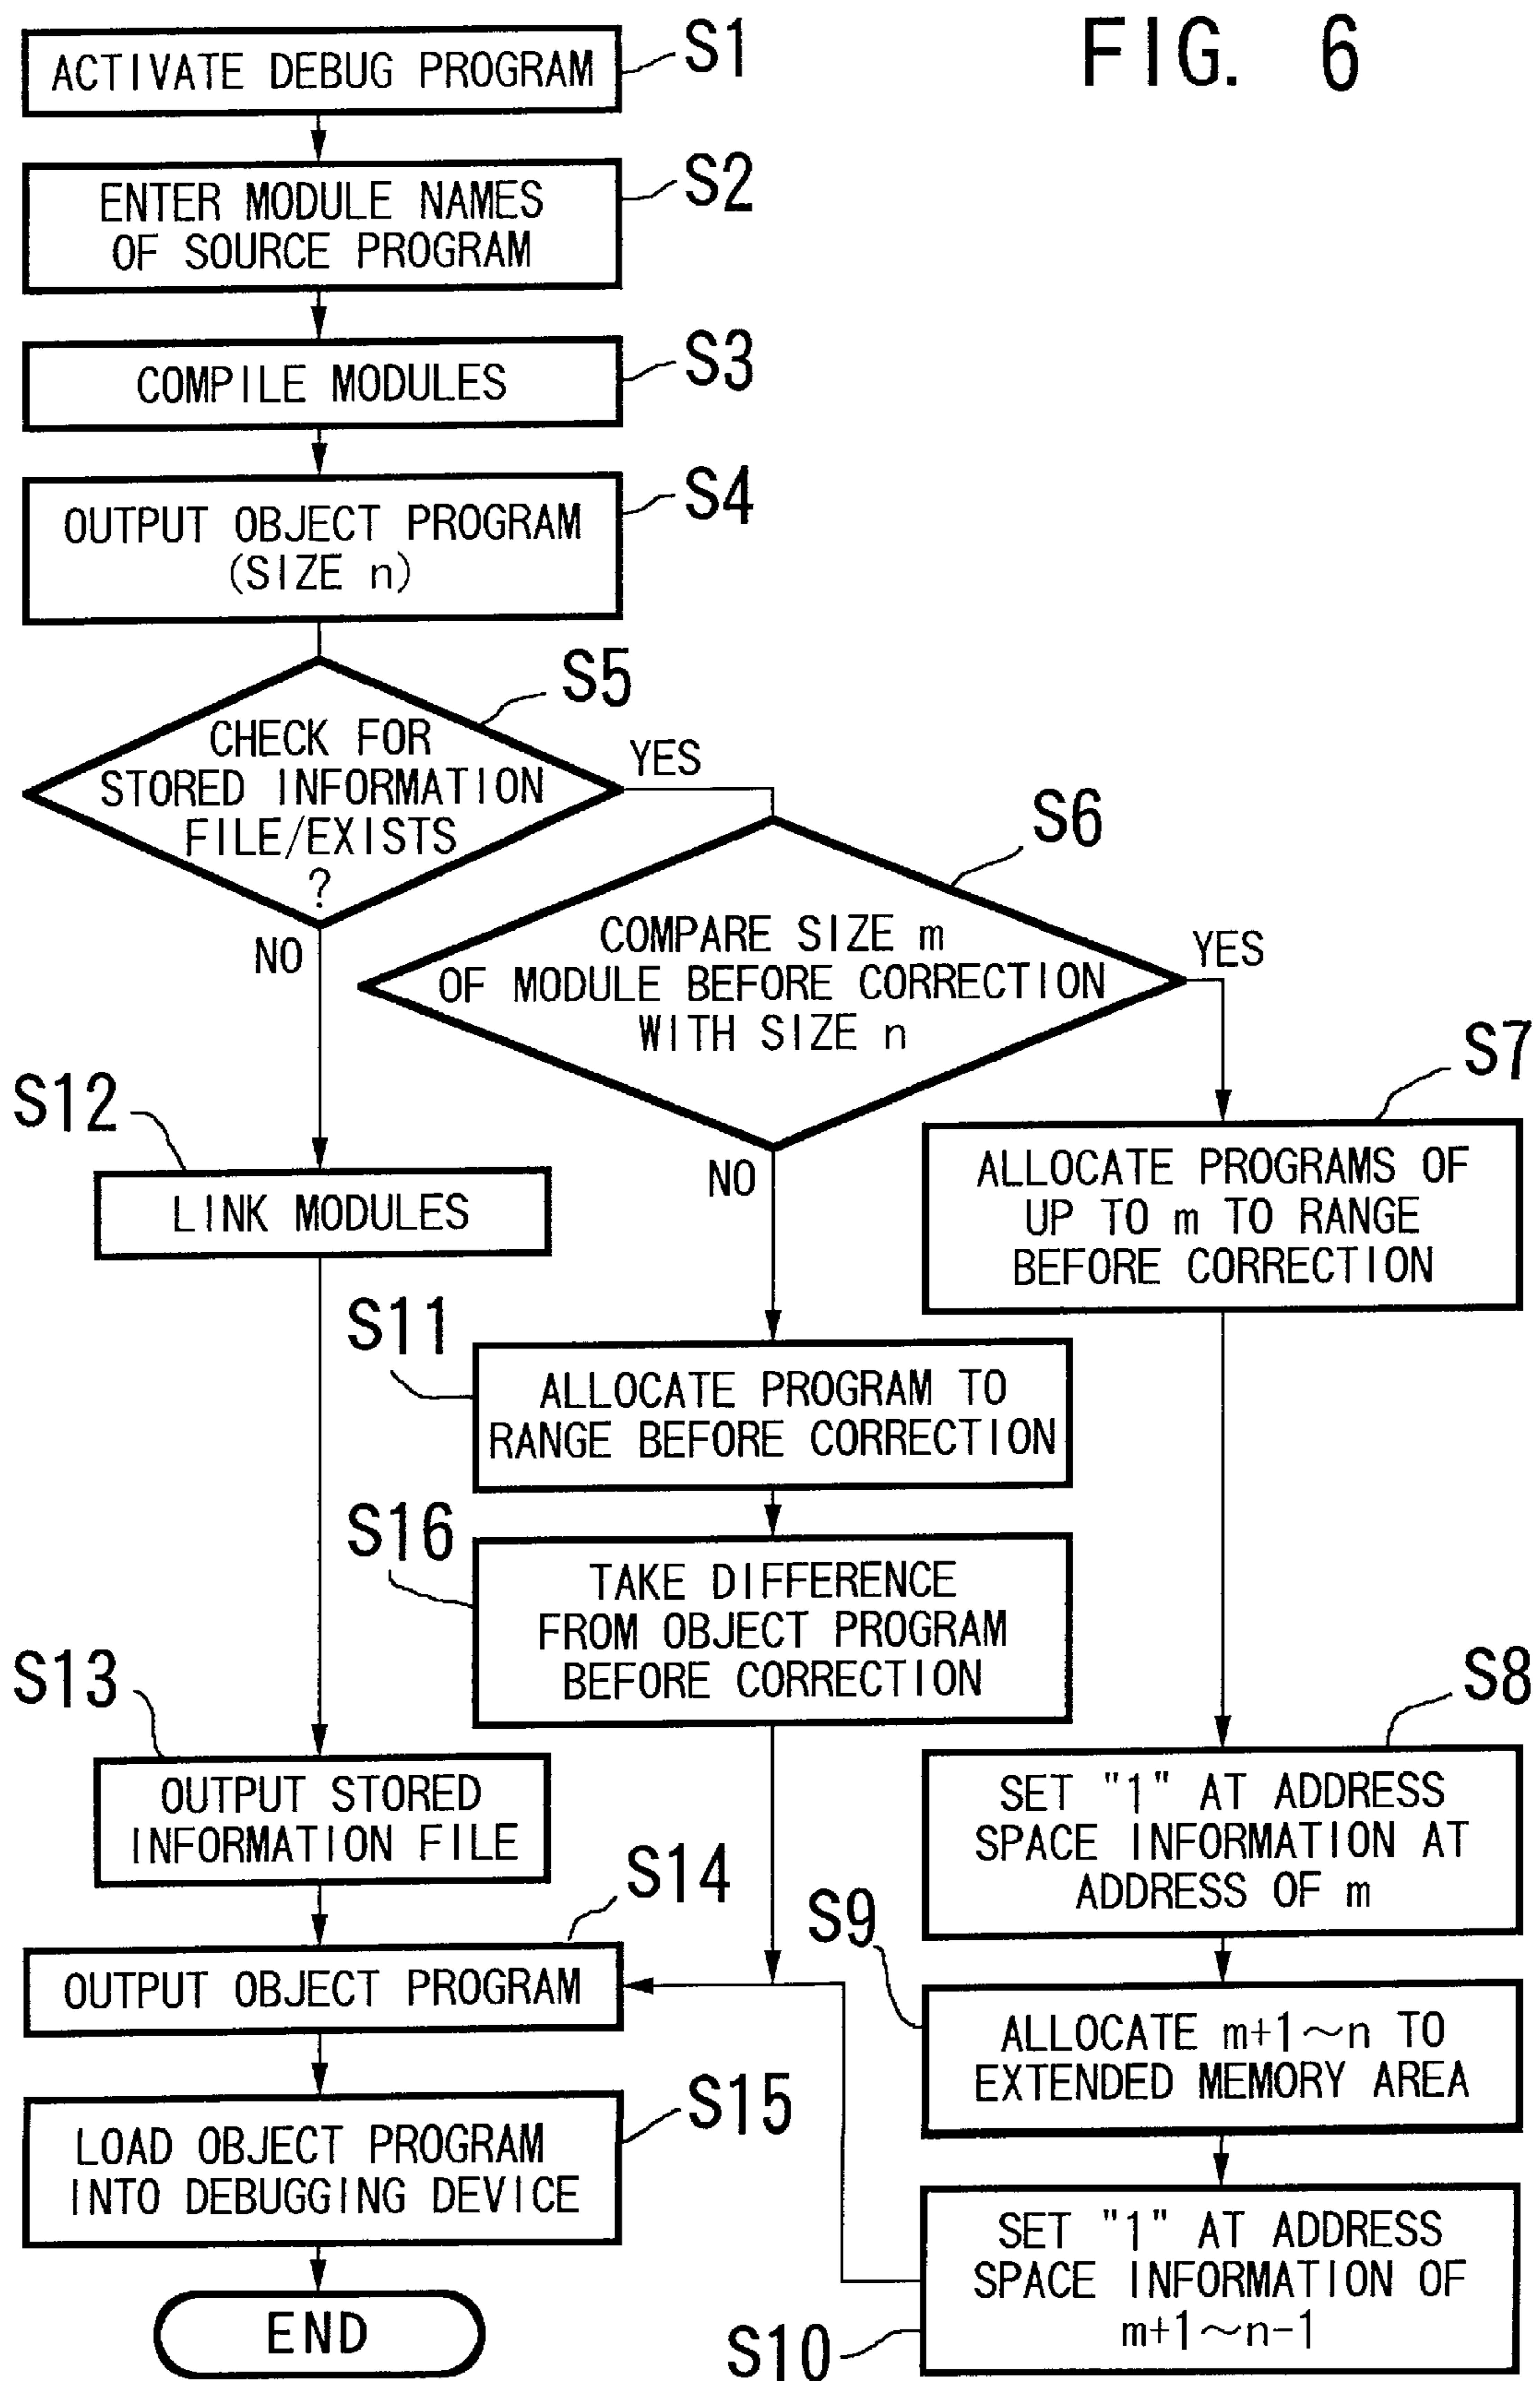 FIG. 6
S1
ACTIVATE DEBUG PROGRAM
S2
ENTER MODULE NAMES
OF SOURCE PROGRAM
S3
COMPILE MODULES
S4
OUTPUT OBJECT PROGRAM
(SIZE n)
S5
CHECK FOR
STORED INFORMATION
FILE/EXISTS
?
YES
NO
S6
COMPARE SIZE m
OF MODULE BEFORE CORRECTION
WITH SIZE n
YES
NO
S7
ALLOCATE PROGRAMS OF
UP TO m TO RANGE
BEFORE CORRECTION
S12
LINK MODULES
S11
ALLOCATE PROGRAM TO
RANGE BEFORE CORRECTION
S16
TAKE DIFFERENCE
FROM OBJECT PROGRAM
BEFORE CORRECTION
S13
OUTPUT STORED
INFORMATION FILE
S8
SET "1" AT ADDRESS
SPACE INFORMATION AT
ADDRESS OF m
S14
OUTPUT OBJECT PROGRAM
S9
ALLOCATE m+1~n TO
EXTENDED MEMORY AREA
S15
LOAD OBJECT PROGRAM
INTO DEBUGGING DEVICE
S10
SET "1" AT ADDRESS
SPACE INFORMATION OF
m+1~n-1
END